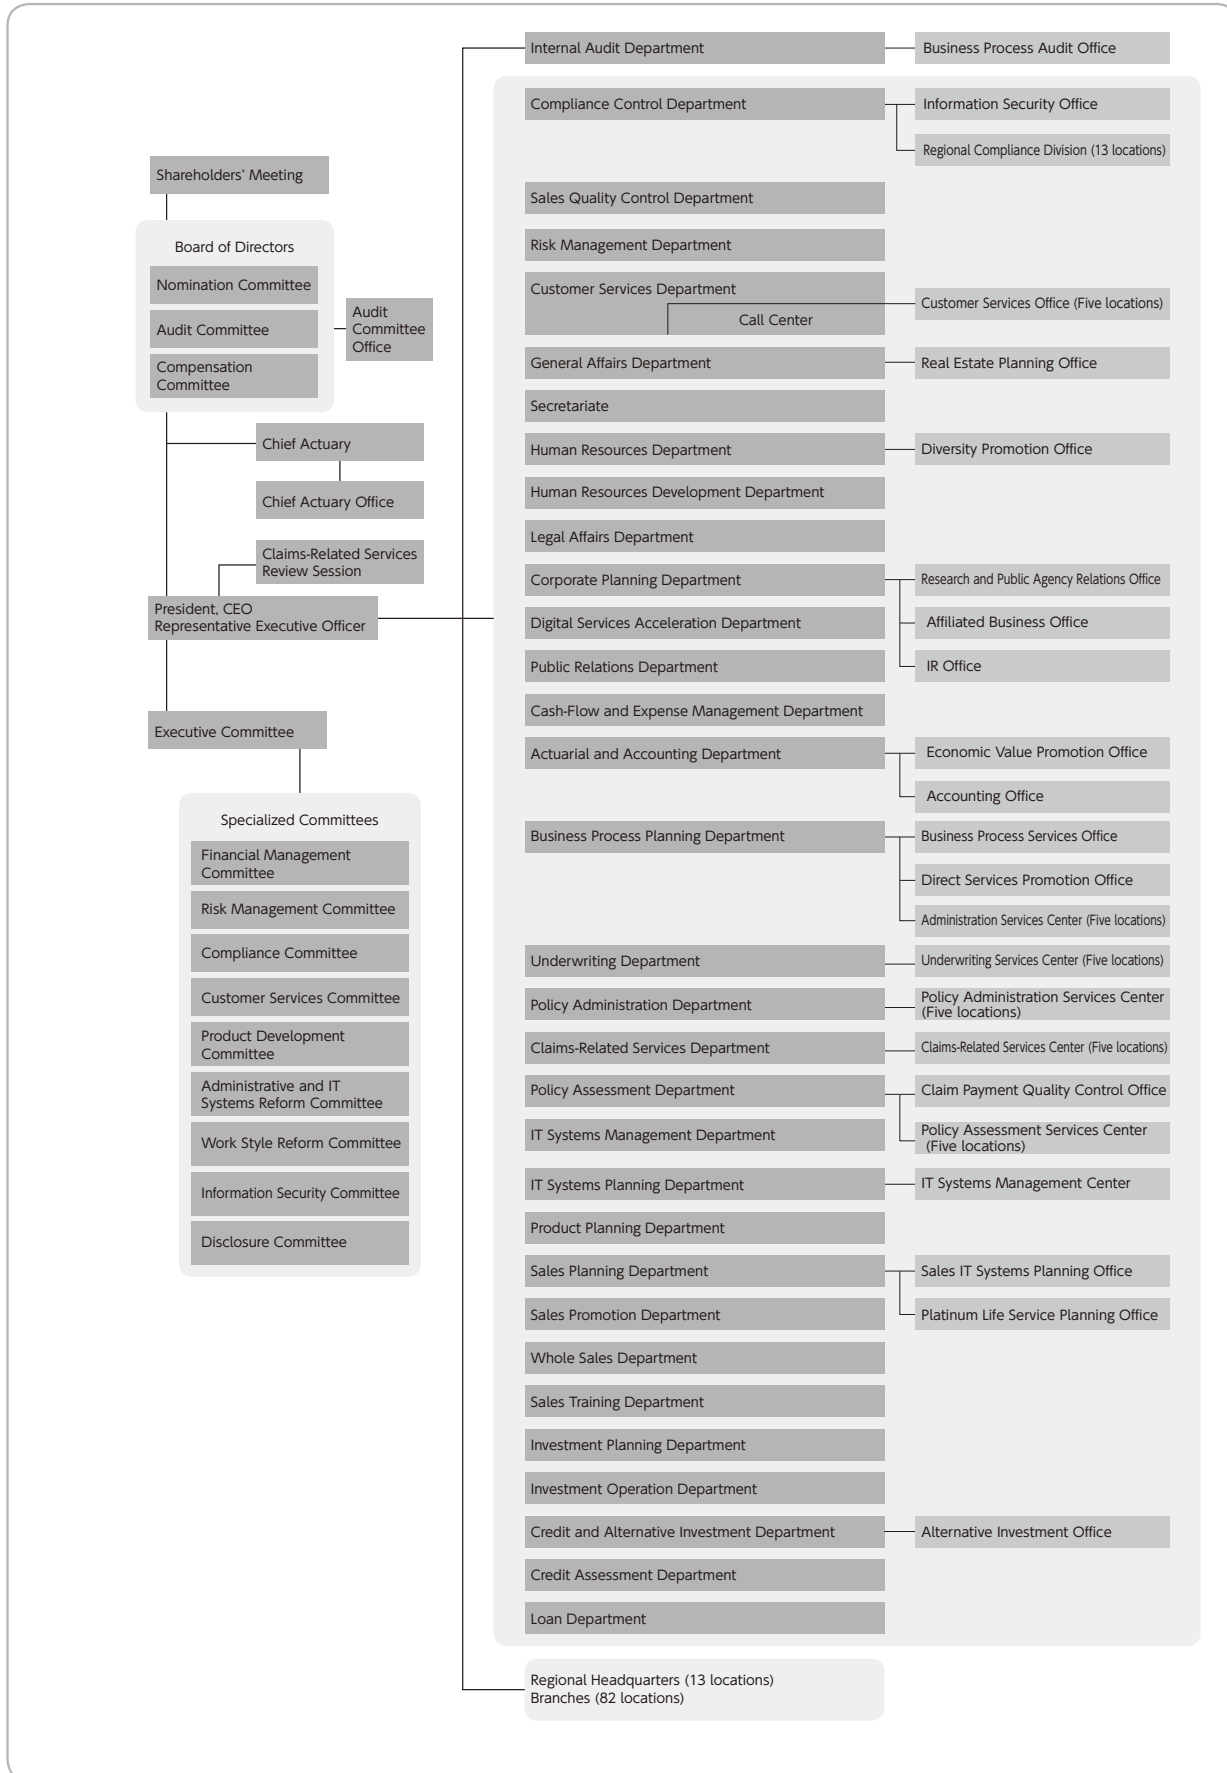 Shareholders' Meeting
Board of Directors
Nomination Committee
Audit Committee
Compensation
Committee
Audit
Committee
Office
Chief Actuary
Chief Actuary Office
Claims-Related Services
Review Session
President, CEO
Representative Executive Officer
Executive Committee
Specialized Committees
Financial Management
Committee
Risk Management Committee
Compliance Committee
Customer Services Committee
Product Development
Committee
Administrative and IT
Systems Reform Committee
Work Style Reform Committee
Information Security Committee
Disclosure Committee
Internal Audit Department
Business Process Audit Office
Compliance Control Department
Information Security Office
Regional Compliance Division (13 locations)
Sales Quality Control Department
Risk Management Department
Customer Services Department
Call Center
Customer Services Office (Five locations)
General Affairs Department
Real Estate Planning Office
Secretariate
Human Resources Department
Diversity Promotion Office
Human Resources Development Department
Legal Affairs Department
Corporate Planning Department
Research and Public Agency Relations Office
Digital Services Acceleration Department
Affiliated Business Office
Public Relations Department
IR Office
Cash-Flow and Expense Management Department
Actuarial and Accounting Department
Economic Value Promotion Office
Accounting Office
Business Process Planning Department
Business Process Services Office
Direct Services Promotion Office
Administration Services Center (Five locations)
Underwriting Department
Underwriting Services Center (Five locations)
Policy Administration Department
Policy Administration Services Center
(Five locations)
Claims-Related Services Department
Claims-Related Services Center (Five locations)
Policy Assessment Department
Claim Payment Quality Control Office
IT Systems Management Department
Policy Assessment Services Center
(Five locations)
IT Systems Planning Department
IT Systems Management Center
Product Planning Department
Sales Planning Department
Sales IT Systems Planning Office
Sales Promotion Department
Platinum Life Service Planning Office
Whole Sales Department
Sales Training Department
Investment Planning Department
Investment Operation Department
Credit and Alternative Investment Department
Alternative Investment Office
Credit Assessment Department
Loan Department
Regional Headquarters (13 locations)
Branches (82 locations)